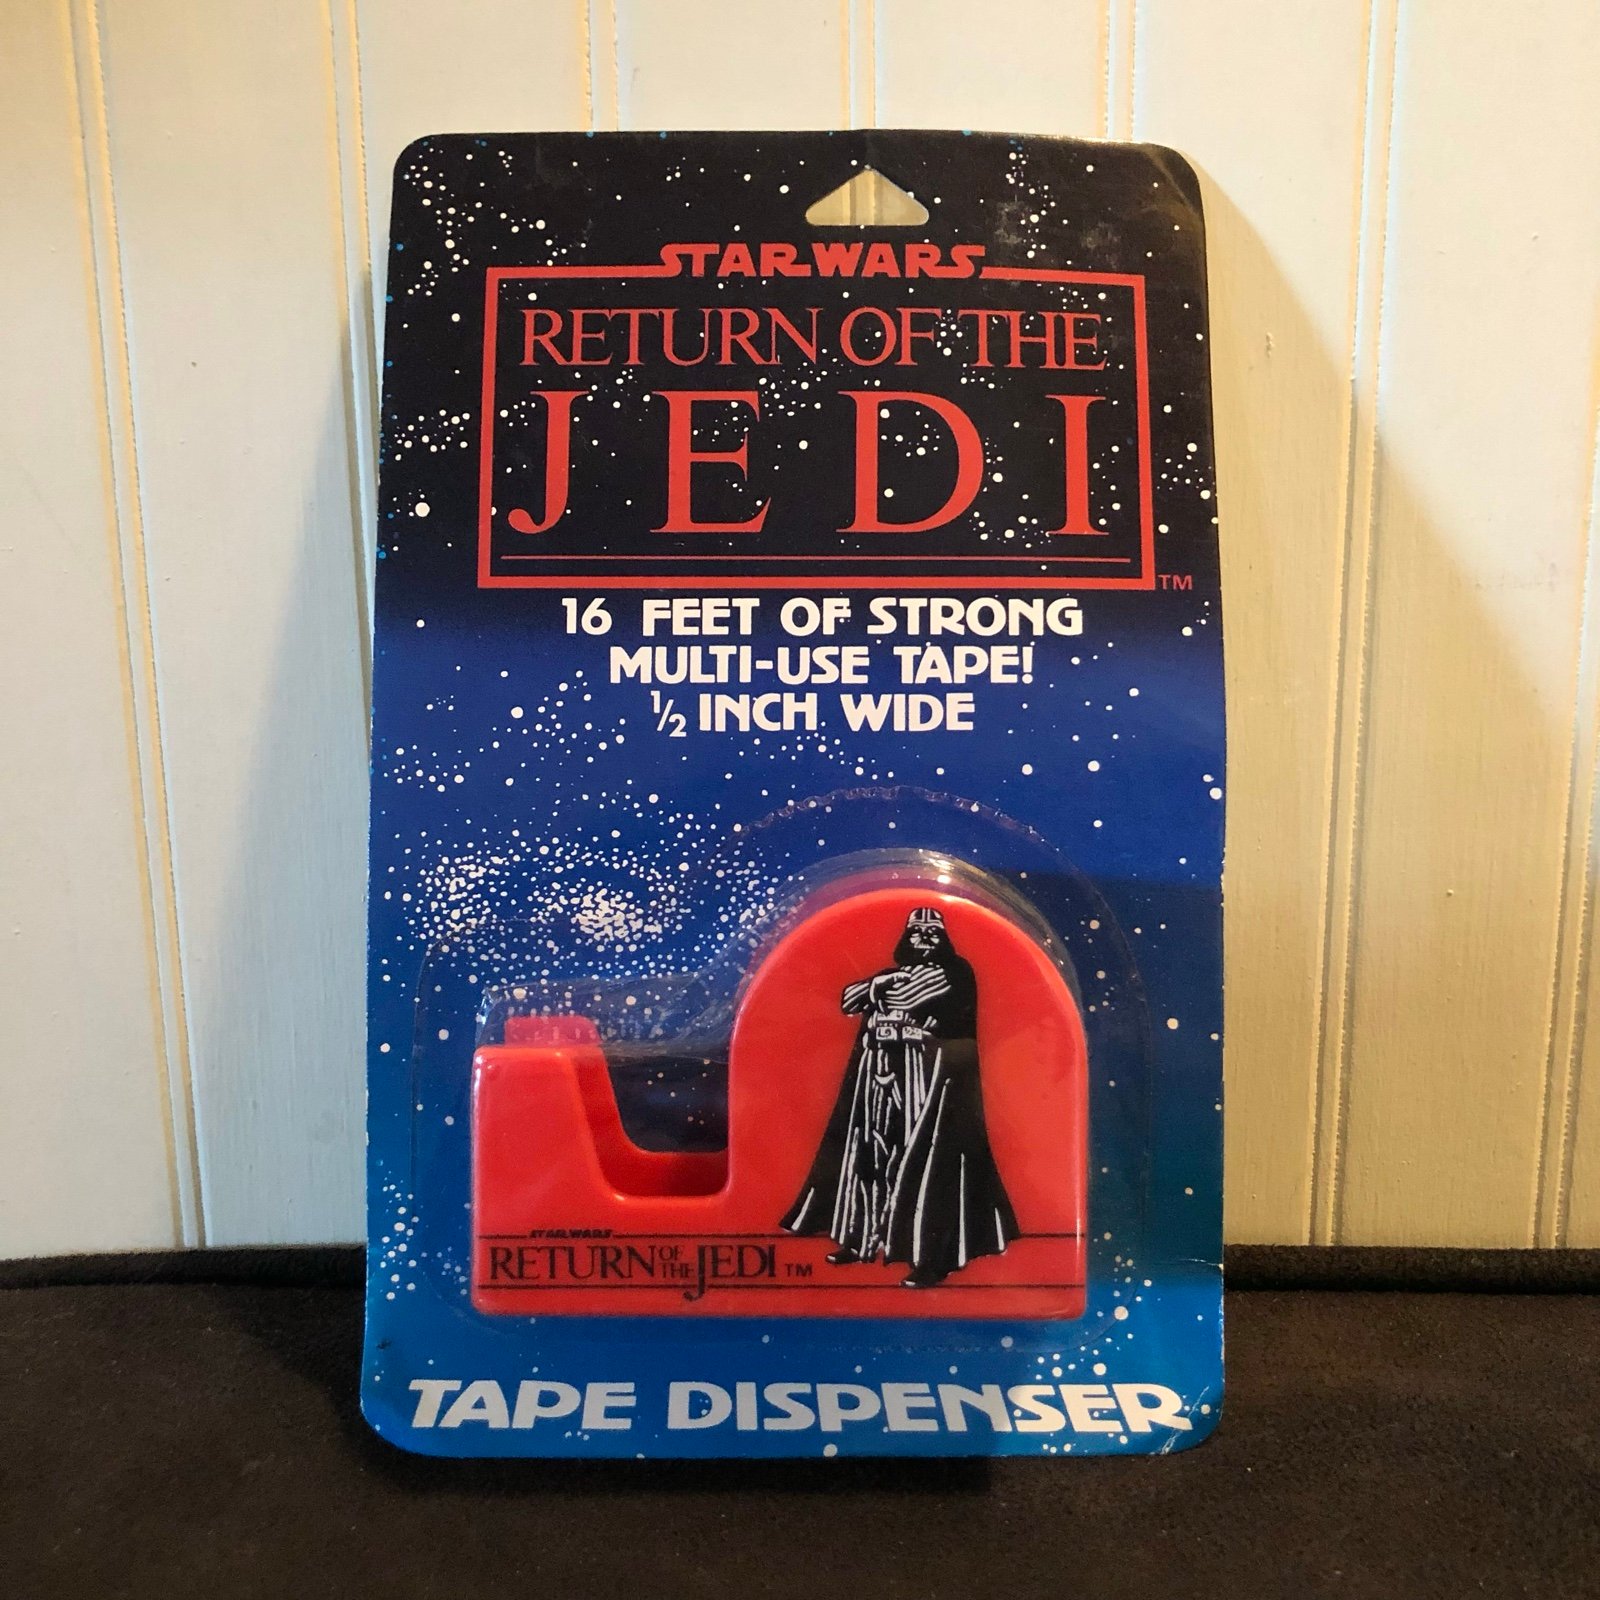 STAR WARS
RETURN OF THE
JEDI
TM
16 FEET OF STRONG
MULTI-USE TAPE!
1/2 INCH WIDE
STAR WARS
RETURN OF THE JEDI TM
TAPE DISPENSER